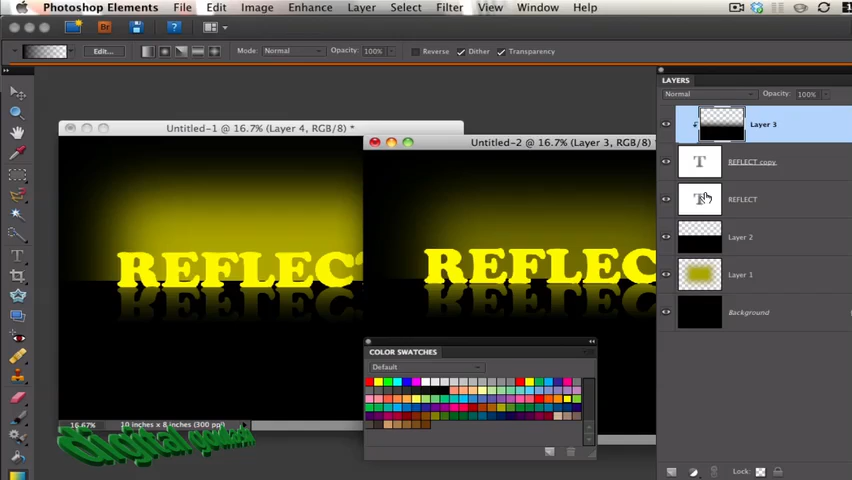 Photoshop Elements File Edit Image Enhance Layer Select Filter View Window Help
Edit... Mode: Normal Opacity: 100% Reverse Dither Transparency
LAYERS
Normal Opacity: 100%
Layer 3
Untitled-1 @ 16.7% (Layer 4, RGB/8) *
Untitled-2 @ 16.7% (Layer 3, RGB/8) *
T REFLECT copy
T REFLECT
Layer 2
REFLECT
REFLEC
Layer 1
Background
COLOR SWATCHES
Default
16.67% 10 inches x 8 inches (300 ppi)
digital
Lock: